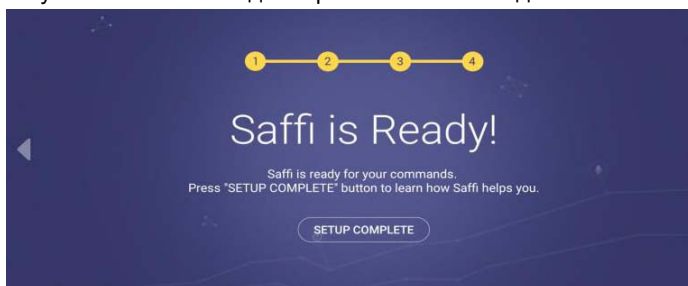 1 2 3 4
Saffi is Ready!
Saffi is ready for your commands.
Press "SETUP COMPLETE" button to learn how Saffi helps you.
SETUP COMPLETE